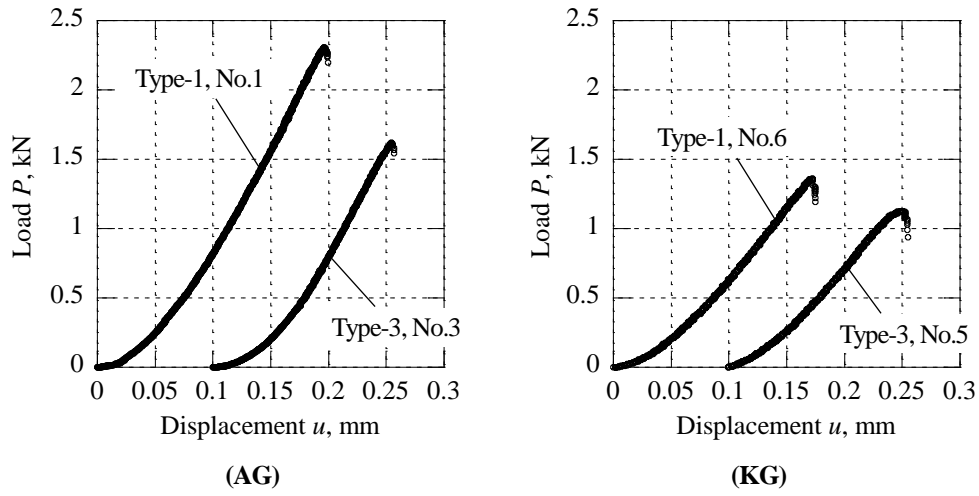 2.5
2
1.5
1
0.5
0
Load P, kN
Type-1, No.1
Type-3, No.3
0 0.05 0.1 0.15 0.2 0.25 0.3
Displacement u, mm
(AG)
2.5
2
1.5
1
0.5
0
Load P, kN
Type-1, No.6
Type-3, No.5
0 0.05 0.1 0.15 0.2 0.25 0.3
Displacement u, mm
(KG)